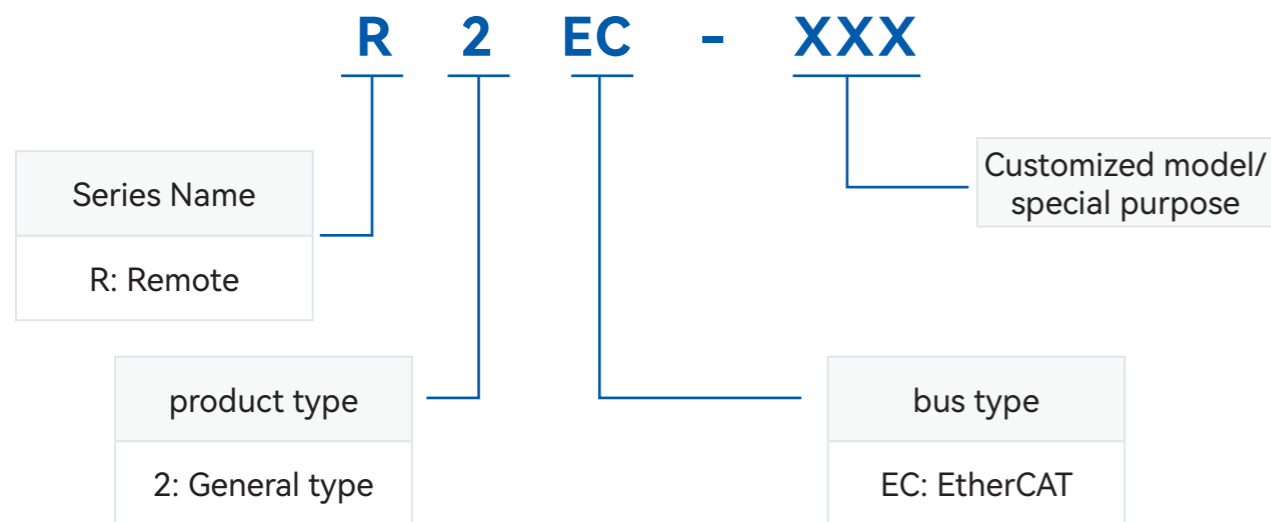 R 2 EC - XXX
Series Name
R: Remote
Customized model/
special purpose
product type
2: General type
bus type
EC: EtherCAT